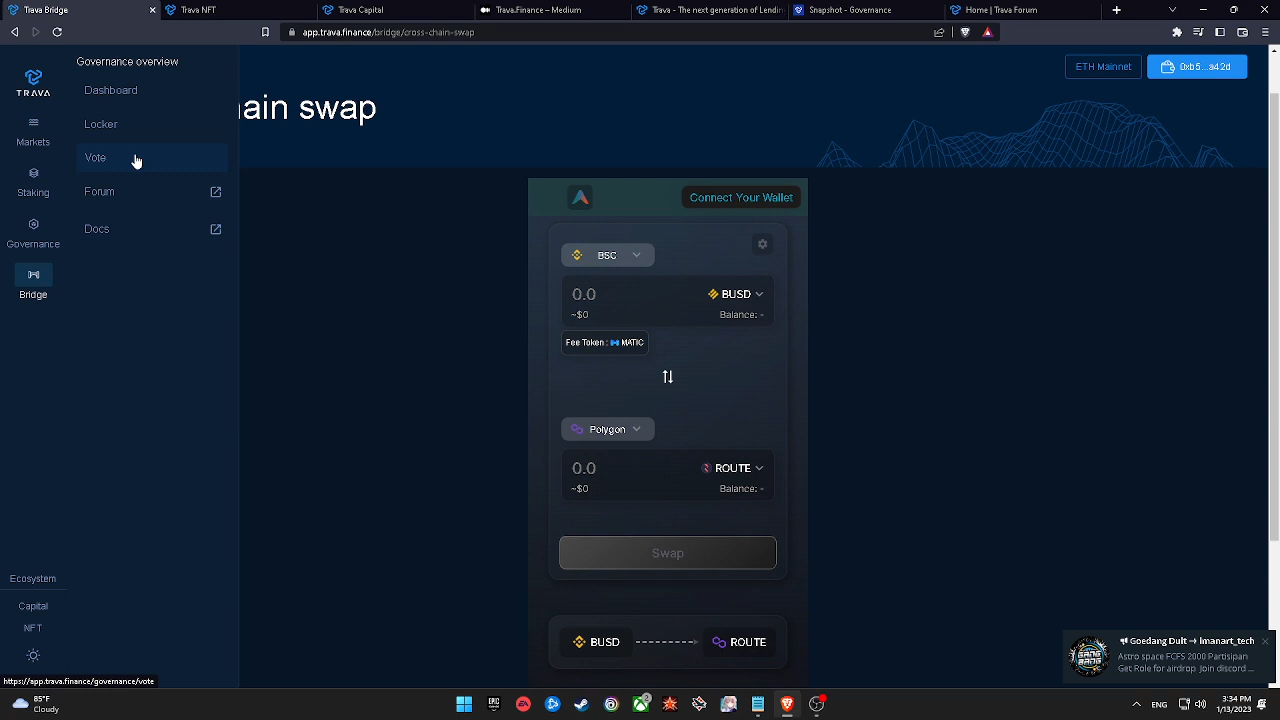 Trava Bridge
Trava NFT
Trava Capital
Trava.Finance – Medium
Trava - The next generation of Lendin
Snapshot - Governance
Home | Trava Forum
app.trava.finance/bridge/cross-chain-swap
TRAVA
Markets
Staking
Governance
Bridge
Ecosystem
Capital
NFT
Governance overview
Dashboard
Locker
Vote
Forum
Docs
ain swap
ETH Mainnet
0xb5...a42d
Connect Your Wallet
BSC
0.0
BUSD
~$0
Balance: -
Fee Token : MATIC
Polygon
0.0
ROUTE
~$0
Balance: -
Swap
BUSD
ROUTE
Goedang Duit → imanart_tech
Astro space FCFS 2000 Partisipan
Get Role for airdrop Join discord ...
https://app.trava.finance/governance/vote
85°F
Cloudy
2
ENG
3:34 PM
1/13/2023